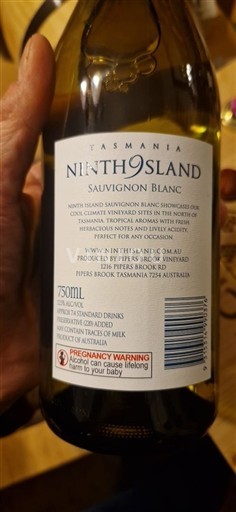 TASMANIA
NINTH9ISLAND
SAUVIGNON BLANC
NINTH ISLAND SAUVIGNON BLANC SHOWCASES OUR
COOL CLIMATE VINEYARD SITES IN THE NORTH OF
TASMANIA. TROPICAL AROMAS WITH FRESH
HERBACEOUS NOTES AND LIVELY ACIDITY.
PERFECT FOR ANY OCCASION.
WWW.NINTHISLAND.COM.AU
PRODUCED BY PIPERS BROOK VINEYARD
1216 PIPERS BROOK RD
PIPERS BROOK TASMANIA 7254 AUSTRALIA
750ML
ALC/VOL
APPROX 7.4 STANDARD DRINKS
PRESERVATIVE (220) ADDED
MAY CONTAIN TRACES OF MILK
PRODUCT OF AUSTRALIA
PREGNANCY WARNING
Alcohol can cause lifelong
harm to your baby